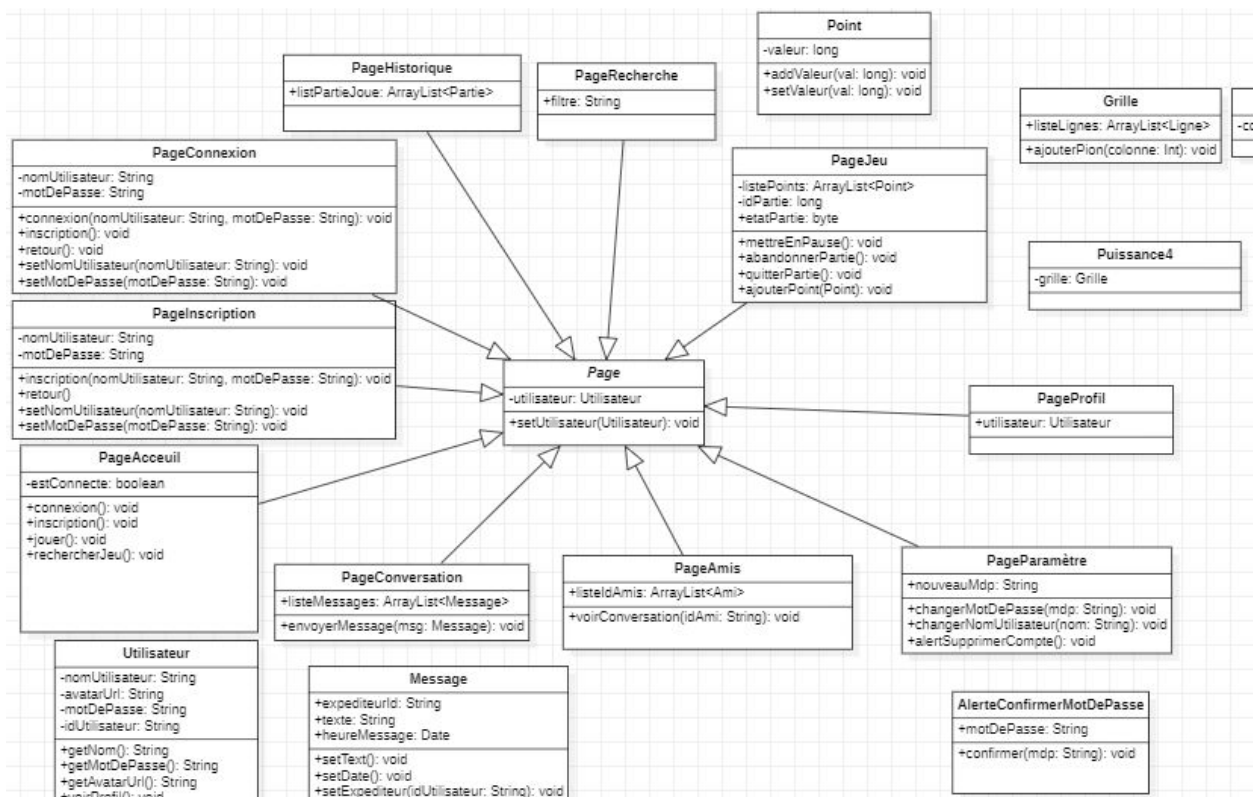 Point
-valeur: long
+addValeur(val: long): void
+setValeur(val: long): void
PageHistorique
+listPartieJoue: ArrayList<Partie>
PageRecherche
+filtre: String
Grille
+listeLignes: ArrayList<Ligne>
+ajouterPion(colonne: Int): void
-co
PageConnexion
-nomUtilisateur: String
-motDePasse: String
+connexion(nomUtilisateur: String, motDePasse: String): void
+inscription(): void
+retour(): void
+setNomUtilisateur(nomUtilisateur: String): void
+setMotDePasse(motDePasse: String): void
PageJeu
-listePoints: ArrayList<Point>
-idPartie: long
+etatPartie: byte
+mettreEnPause(): void
+abandonnerPartie(): void
+quitterPartie(): void
+ajouterPoint(Point): void
Puissance4
-grille: Grille
PageInscription
-nomUtilisateur: String
-motDePasse: String
+inscription(nomUtilisateur: String, motDePasse: String): void
+retour()
+setNomUtilisateur(nomUtilisateur: String): void
+setMotDePasse(motDePasse: String): void
Page
-utilisateur: Utilisateur
+setUtilisateur(Utilisateur): void
PageProfil
+utilisateur: Utilisateur
PageAcceuil
-estConnecte: boolean
+connexion(): void
+inscription(): void
+jouer(): void
+rechercherJeu(): void
PageConversation
+listeMessages: ArrayList<Message>
+envoyerMessage(msg: Message): void
PageAmis
+listeIdAmis: ArrayList<Ami>
+voirConversation(idAmi: String): void
PageParamètre
+nouveauMdp: String
+changerMotDePasse(mdp: String): void
+changerNomUtilisateur(nom: String): void
+alertSupprimerCompte(): void
Utilisateur
-nomUtilisateur: String
-avatarUrl: String
-motDePasse: String
-idUtilisateur: String
+getNom(): String
+getMotDePasse(): String
+getAvatarUrl(): String
+voirProfil(): void
Message
+expediteurId: String
+texte: String
+heureMessage: Date
+setText(): void
+setDate(): void
+setExpediteur(idUtilisateur: String): void
AlerteConfirmerMotDePasse
+motDePasse: String
+confirmer(mdp: String): void